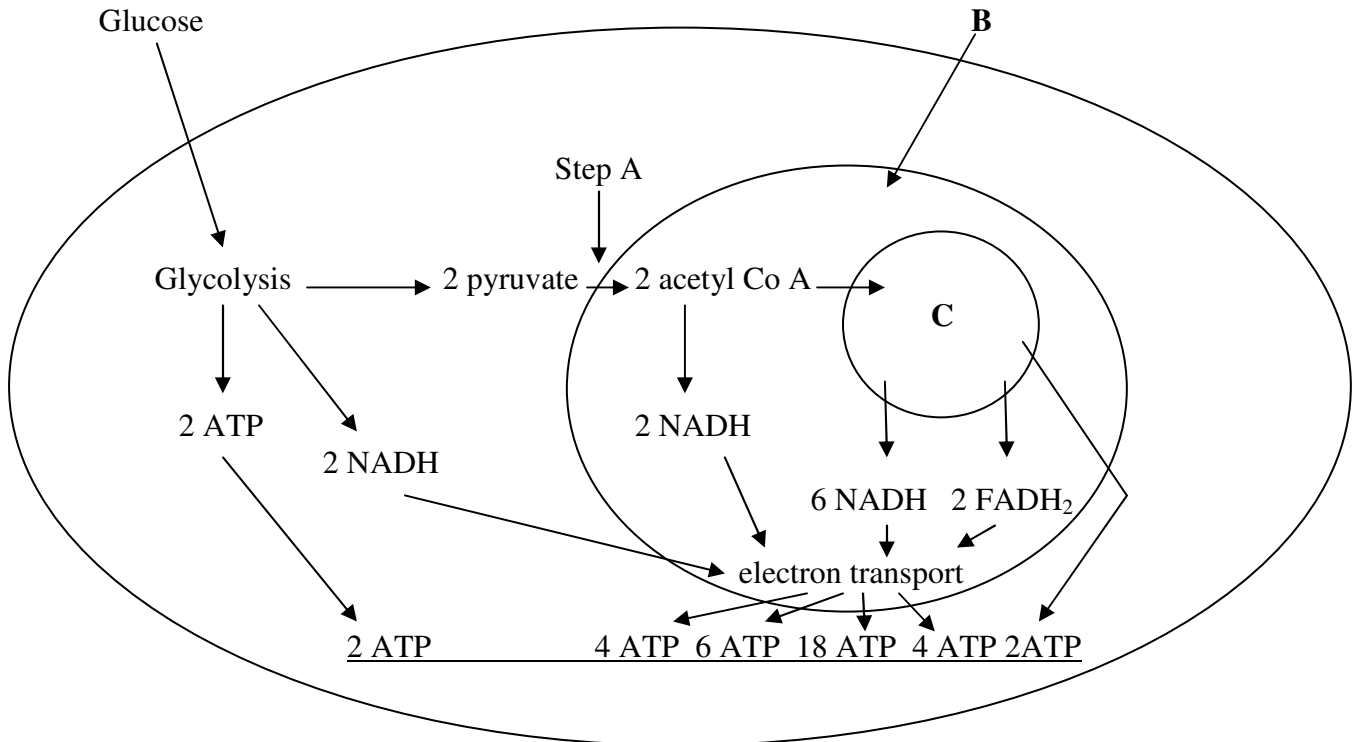 Glucose
B
Step A
Glycolysis
2 pyruvate
2 acetyl Co A
C
2 ATP
2 NADH
2 NADH
6 NADH
2 FADH₂
electron transport
2 ATP 4 ATP 6 ATP 18 ATP 4 ATP 2ATP